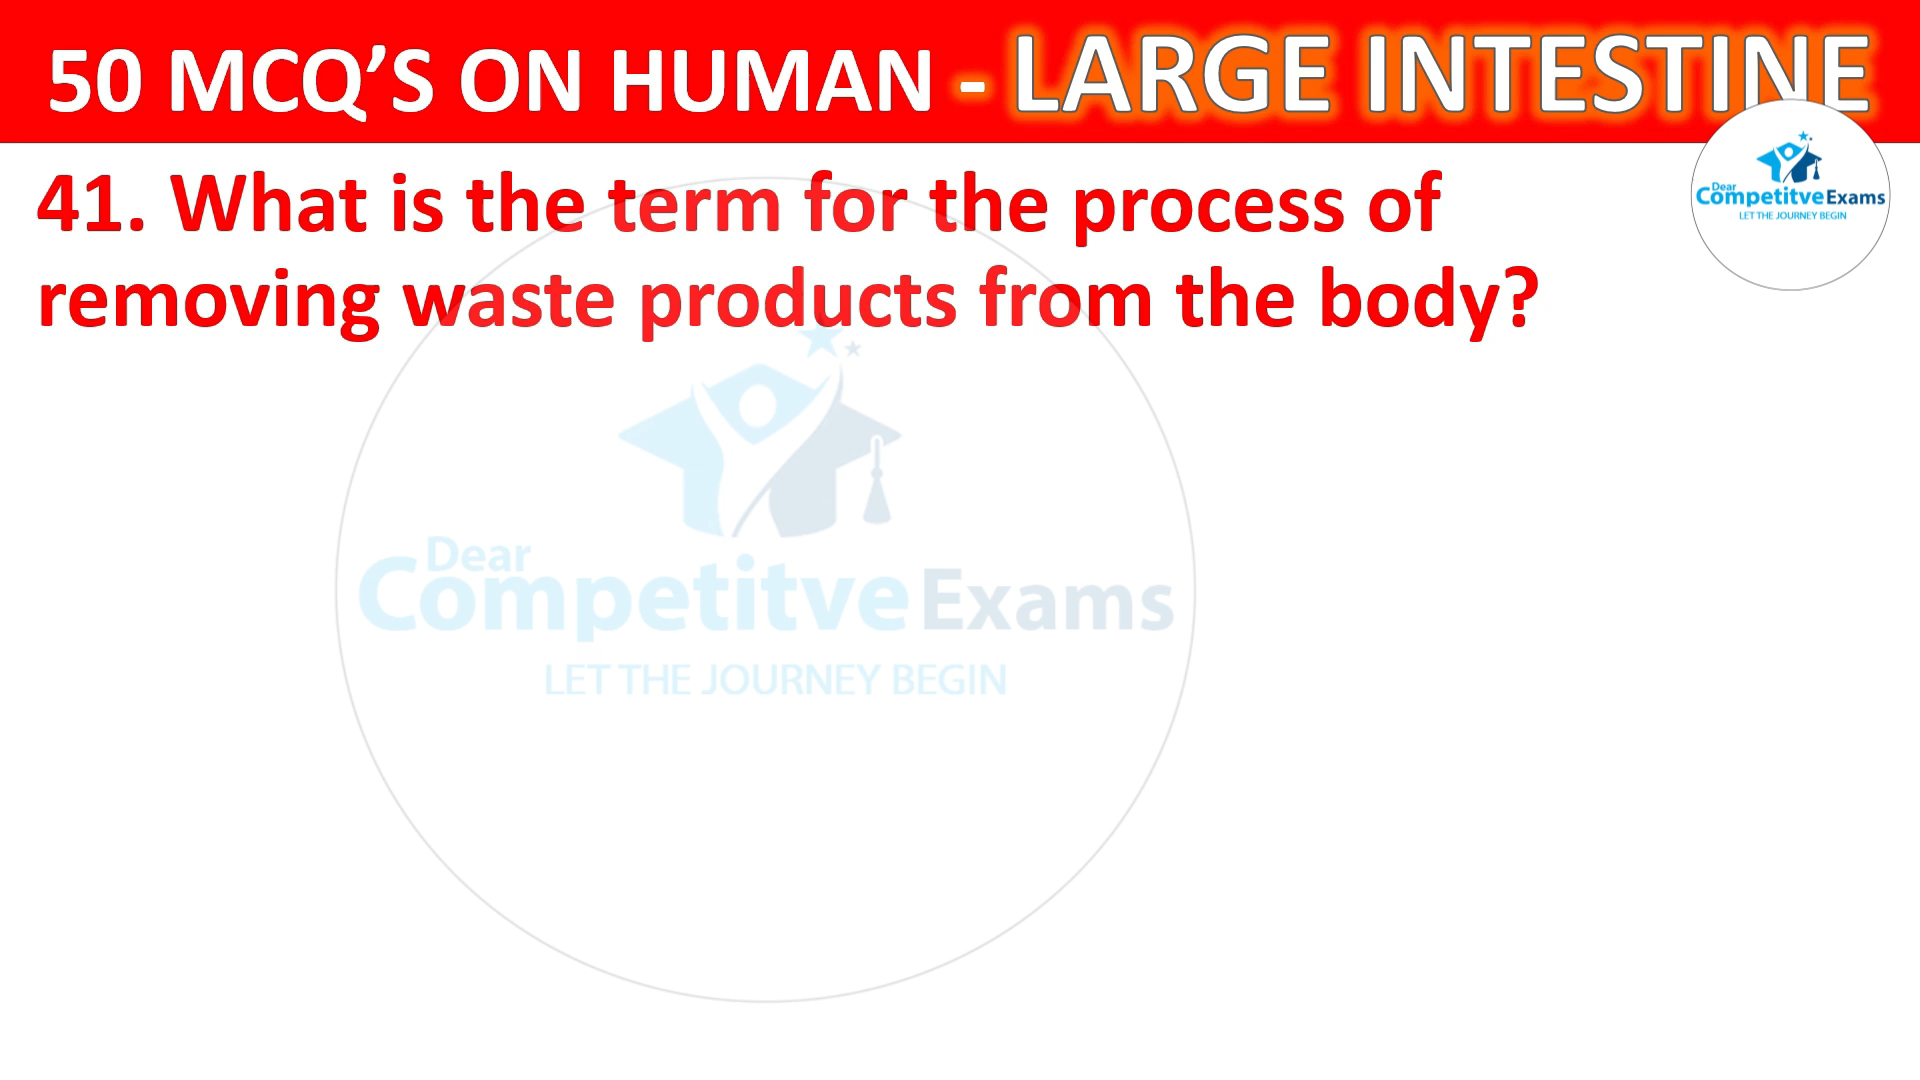 50 MCQ’S ON HUMAN - LARGE INTESTINE
Dear
CompetitveExams
LET THE JOURNEY BEGIN
41. What is the term for the process of
removing waste products from the body?
Dear
CompetitveExams
LET THE JOURNEY BEGIN